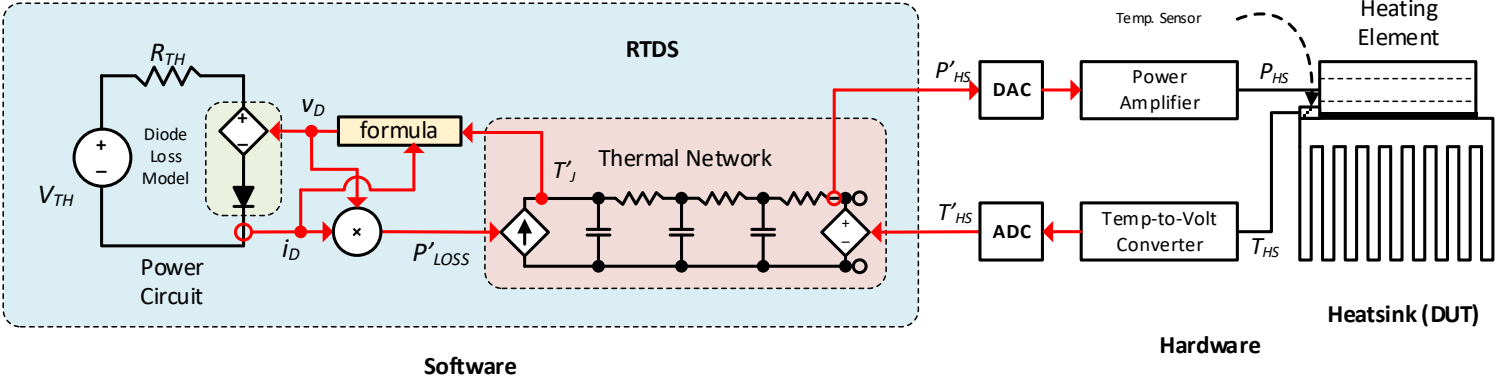 Temp. Sensor
Heating
Element
RTDS
R_TH
P'_HS
DAC
Power
Amplifier
P_HS
v_D
formula
Diode
Loss
Model
+
−
+
−
Thermal Network
T'_J
V_TH
T'_HS
ADC
Temp-to-Volt
Converter
T_HS
+
−
×
i_D
P'_LOSS
Power
Circuit
Heatsink (DUT)
Hardware
Software